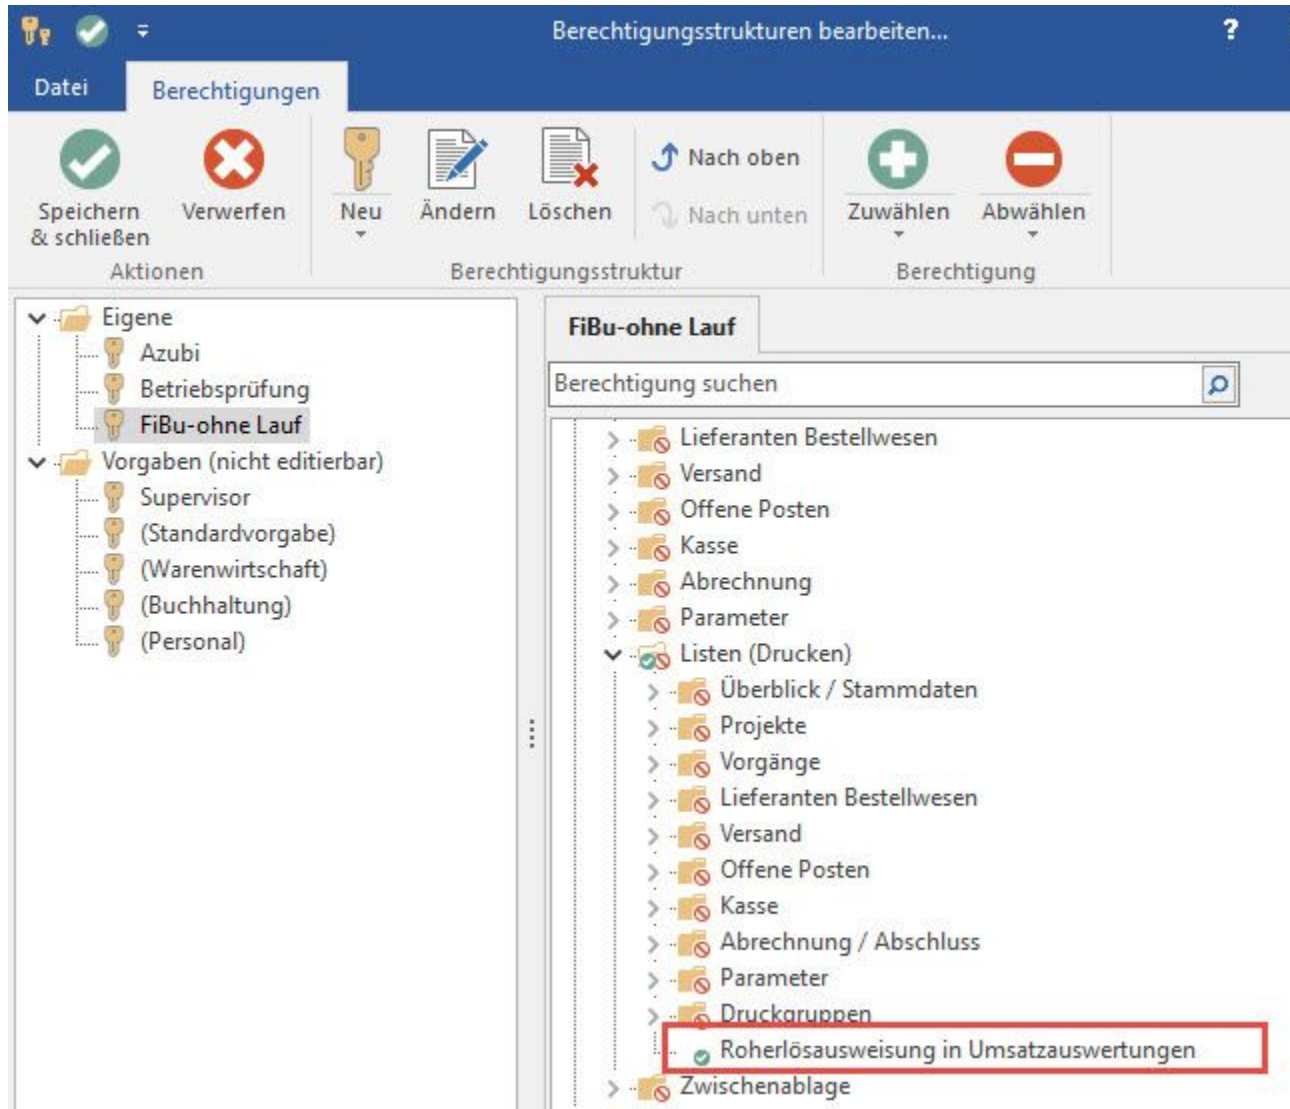 Berechtigungsstrukturen bearbeiten...
?
Datei
Berechtigungen
Speichern
& schließen
Verwerfen
Neu
Ändern
Löschen
Nach oben
Nach unten
Zuwählen
Abwählen
Aktionen
Berechtigungsstruktur
Berechtigung
Eigene
Azubi
Betriebsprüfung
FiBu-ohne Lauf
Vorgaben (nicht editierbar)
Supervisor
(Standardvorgabe)
(Warenwirtschaft)
(Buchhaltung)
(Personal)
FiBu-ohne Lauf
Berechtigung suchen
Lieferanten Bestellwesen
Versand
Offene Posten
Kasse
Abrechnung
Parameter
Listen (Drucken)
Überblick / Stammdaten
Projekte
Vorgänge
Lieferanten Bestellwesen
Versand
Offene Posten
Kasse
Abrechnung / Abschluss
Parameter
Druckgruppen
Roherlösausweisung in Umsatzauswertungen
Zwischenablage